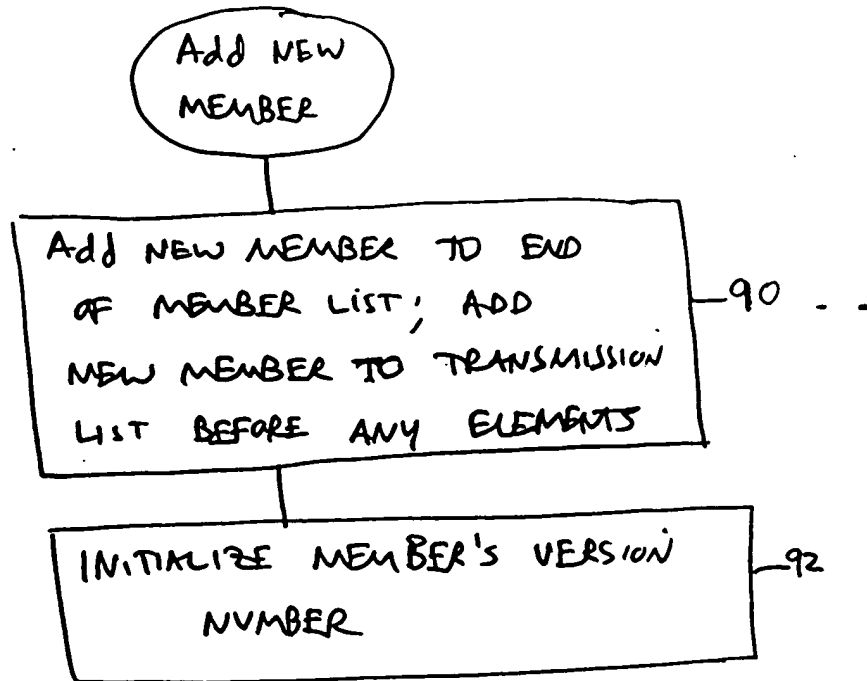 Add NEW
MEMBER
Add NEW MEMBER TO END
OF MEMBER LIST; ADD
NEW MEMBER TO TRANSMISSION
LIST BEFORE ANY ELEMENTS
90
INITIALIZE MEMBER'S VERSION
NUMBER
92